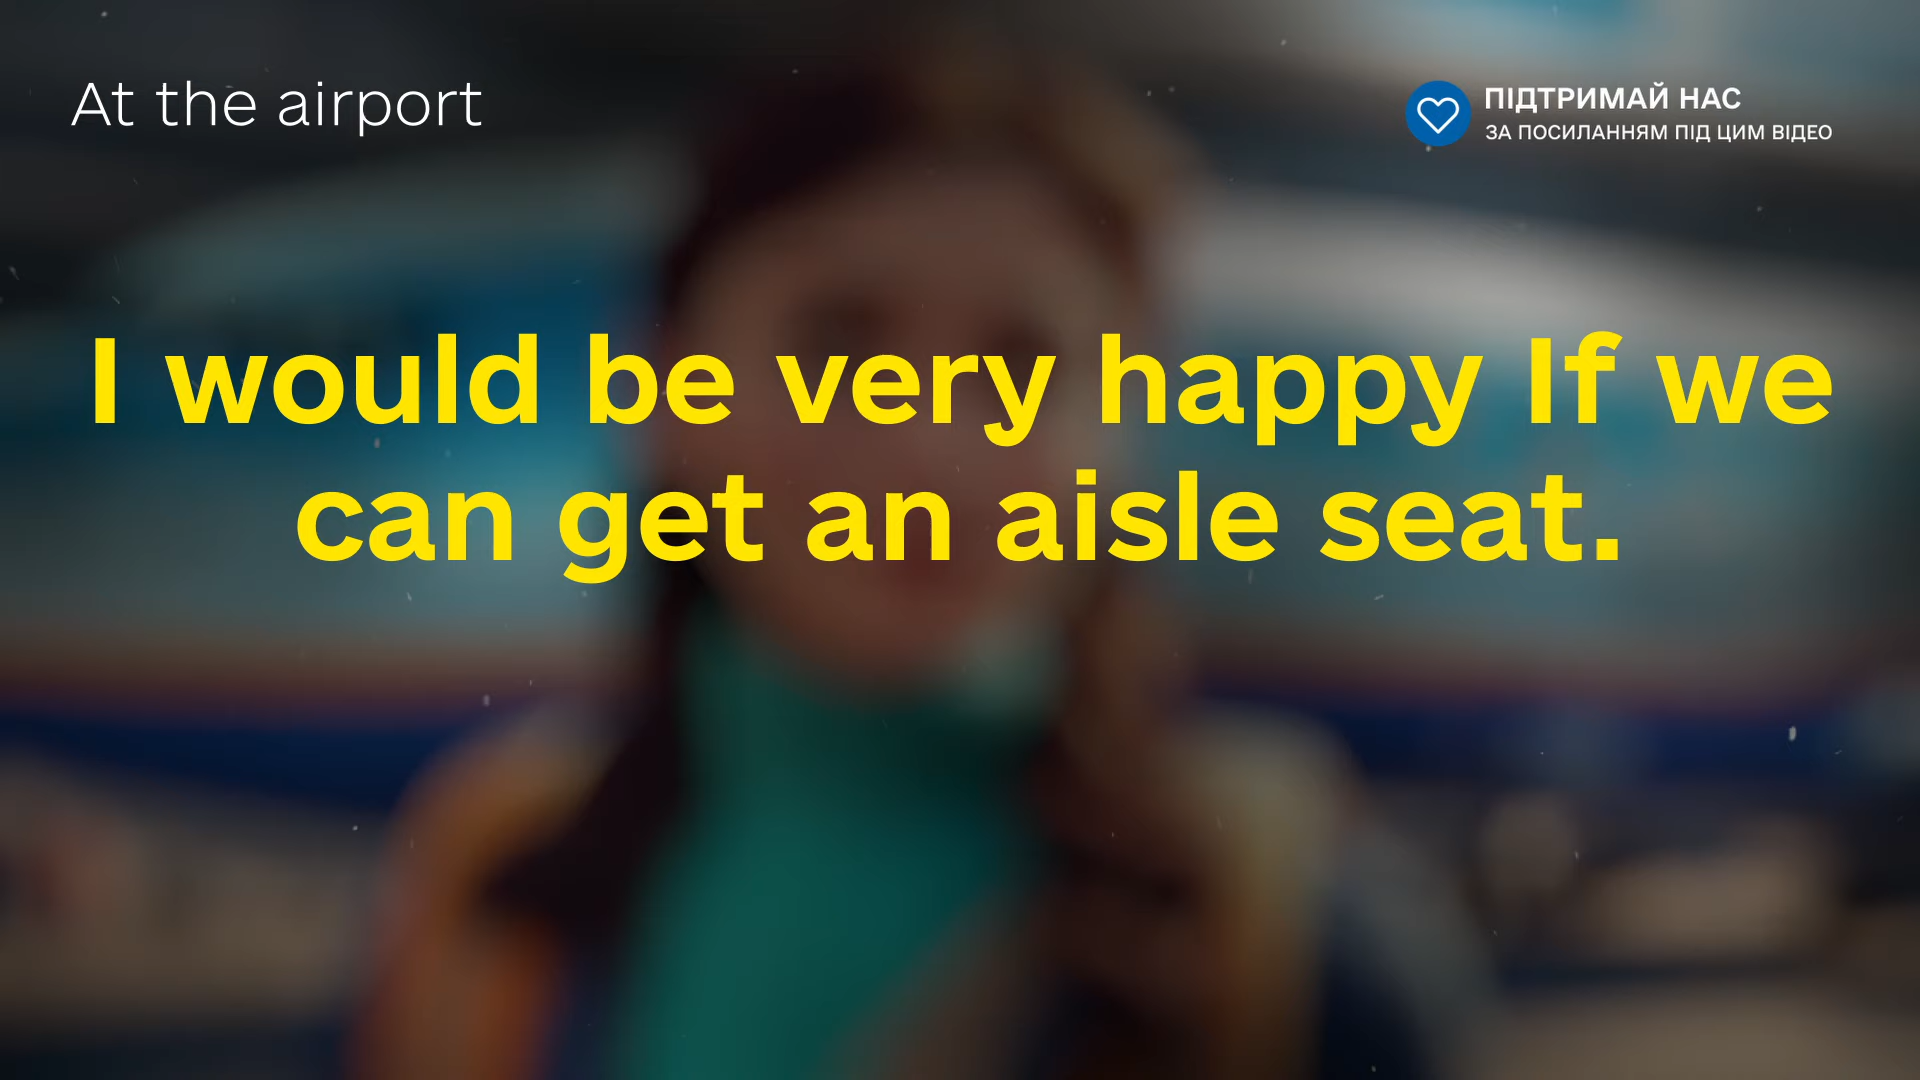 At the airport
ПІДТРИМАЙ НАС
ЗА ПОСИЛАННЯМ ПІД ЦИМ ВІДЕО
I would be very happy If we
can get an aisle seat.